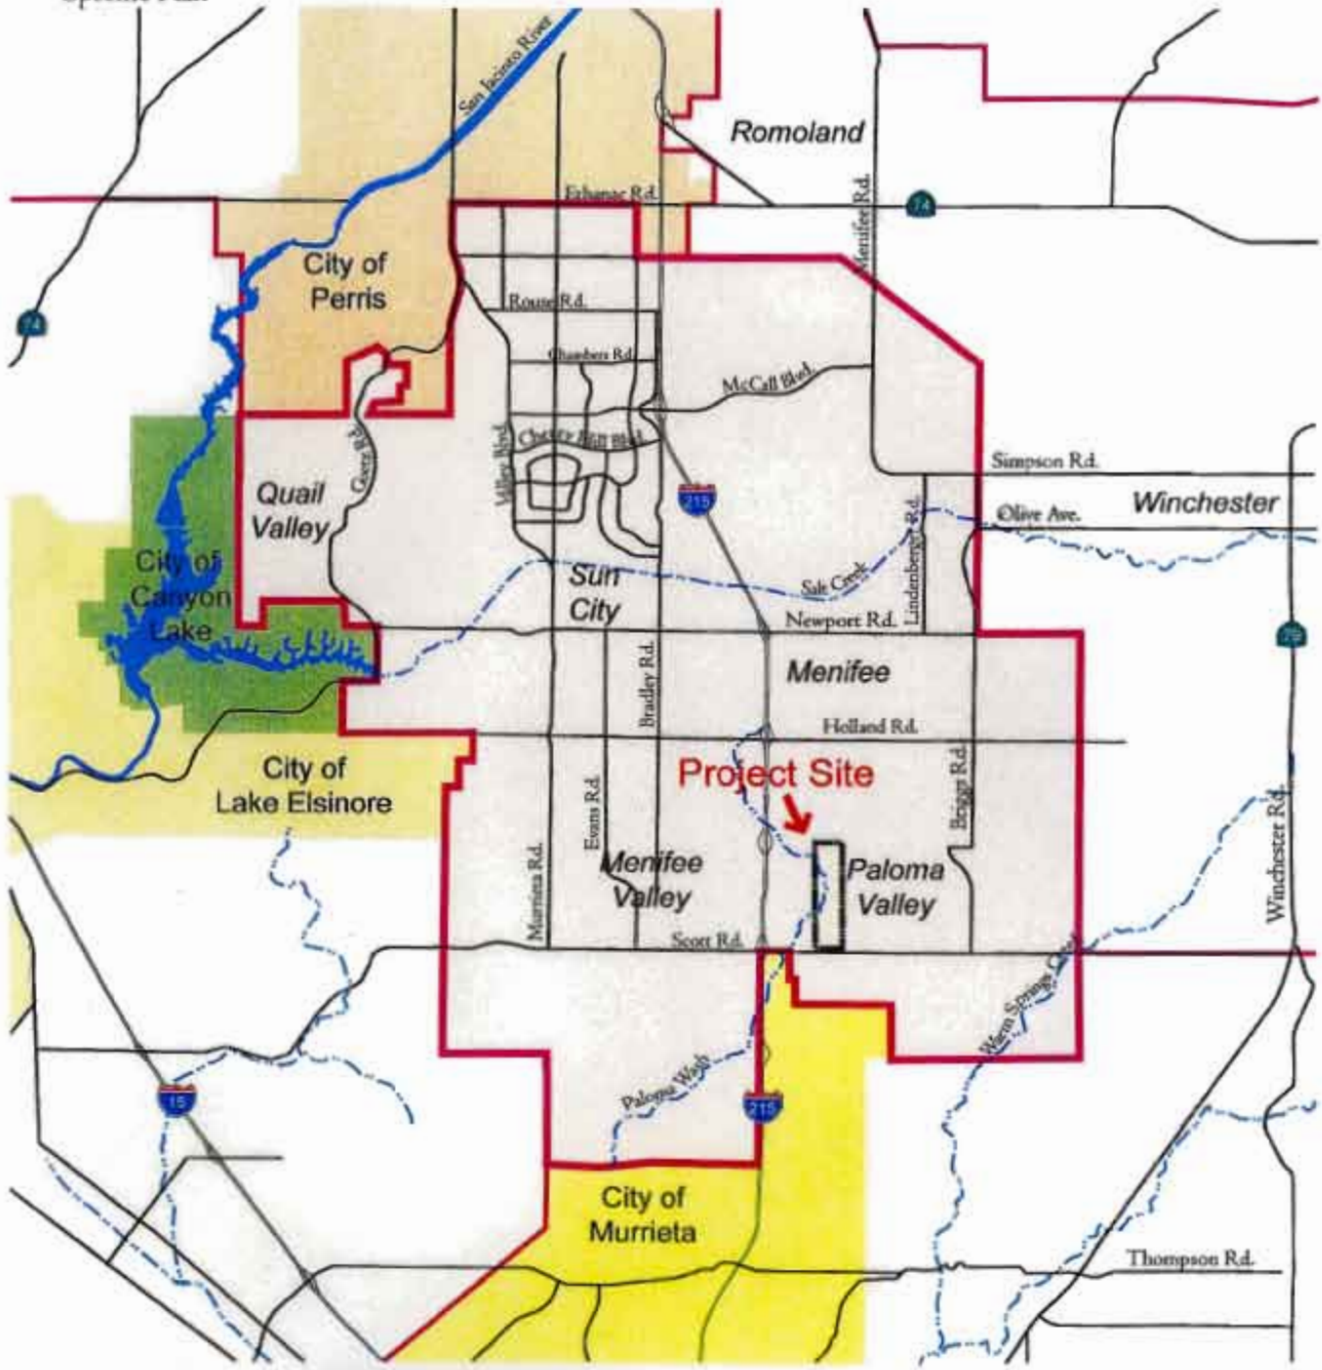 San Jacinto River
Romoland
Ethanac Rd.
Menifee Rd.
74
City of
Perris
Rouse Rd.
74
Chambers Rd.
McCall Blvd.
Goetz Rd.
Valley Blvd.
Cherry Hill Blvd.
Simpson Rd.
Quail
Valley
215
Winchester
Olive Ave.
Lindenberger Rd.
City of
Canyon
Lake
Sun
City
Salt Creek
Newport Rd.
79
Bradley Rd.
Menifee
Holland Rd.
City of
Lake Elsinore
Project Site
Briggs Rd.
Evans Rd.
Winchester Rd.
Murrieta Rd.
Menifee
Valley
Paloma
Valley
Scott Rd.
Warm Springs Creek
Paloma Wash
15
215
City of
Murrieta
Thompson Rd.